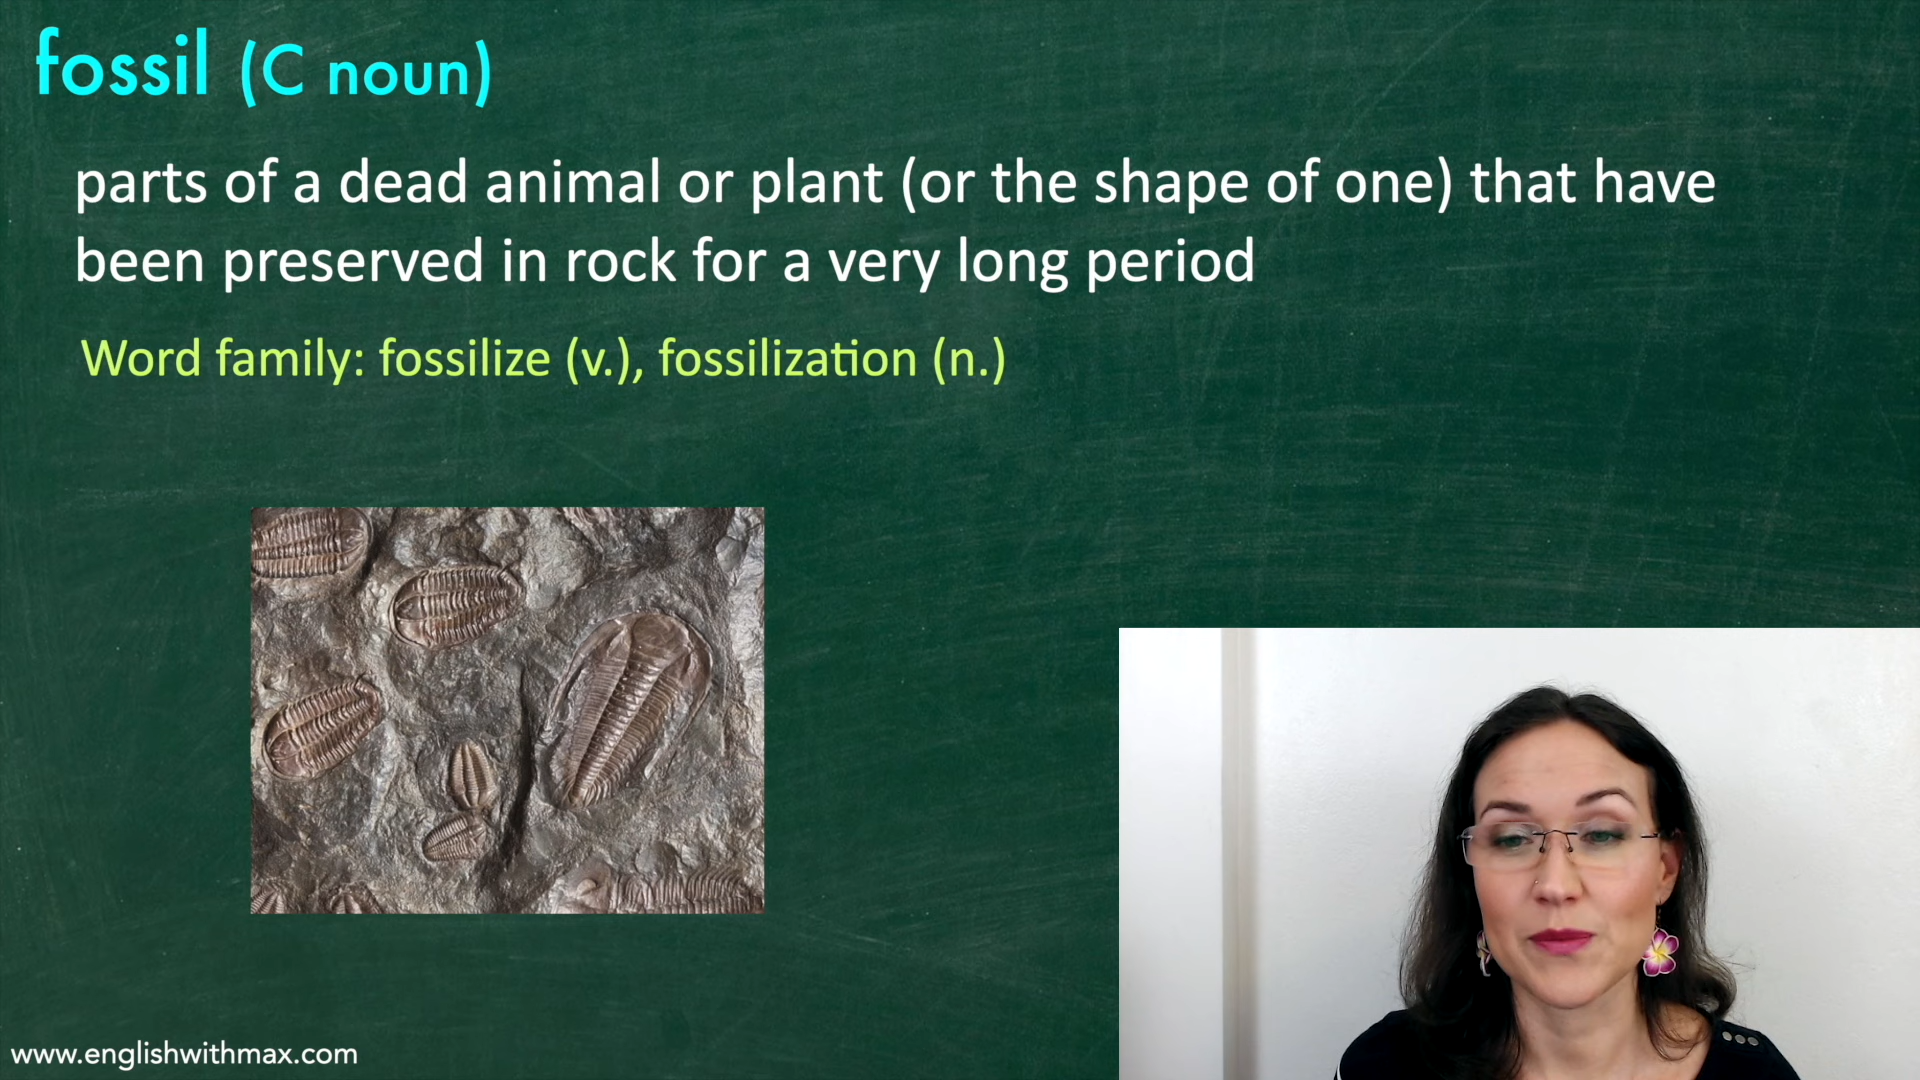 fossil (C noun)
parts of a dead animal or plant (or the shape of one) that have
been preserved in rock for a very long period
Word family: fossilize (v.), fossilization (n.)
www.englishwithmax.com